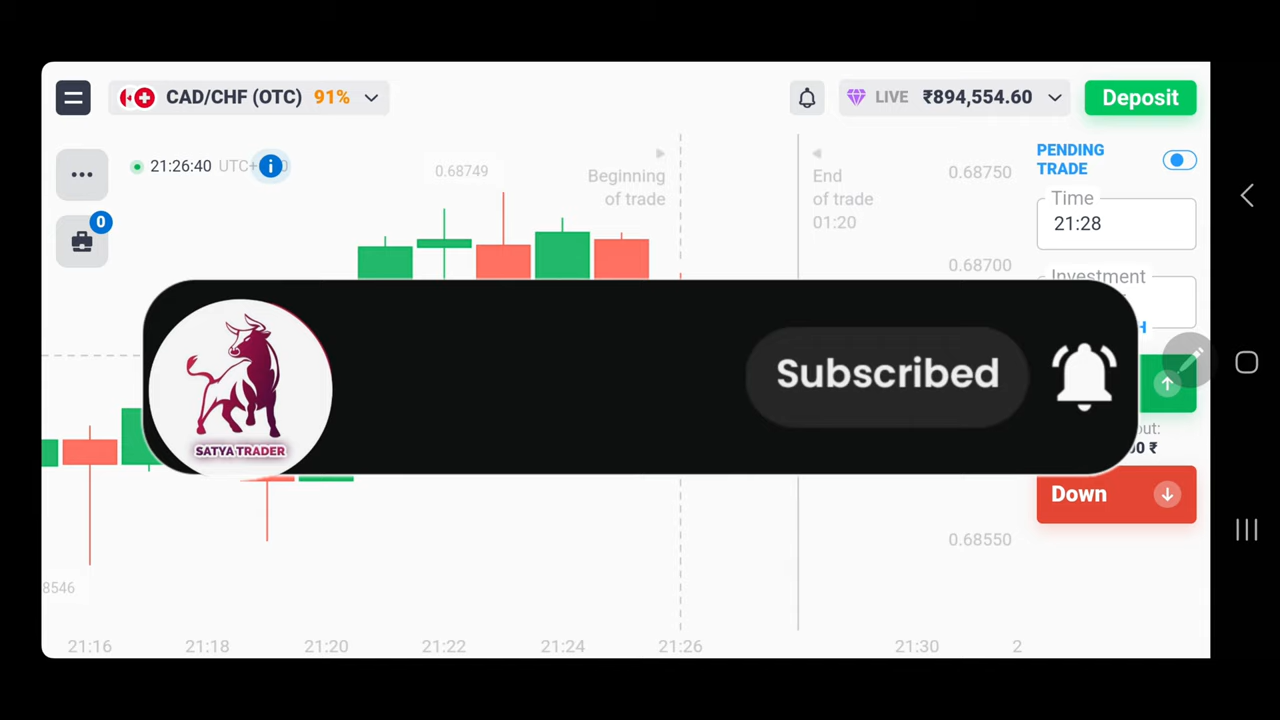 CAD/CHF (OTC) 91%
LIVE ₹894,554.60
Deposit
21:26:40 UTC+
i
0
0.68749
Beginning
of trade
End
of trade
01:20
0.68750
0.68700
0.68550
PENDING
TRADE
Time
21:28
Investment
Subscribed
SATYA TRADER
Down
8546
21:16 21:18 21:20 21:22 21:24 21:26 21:30 2